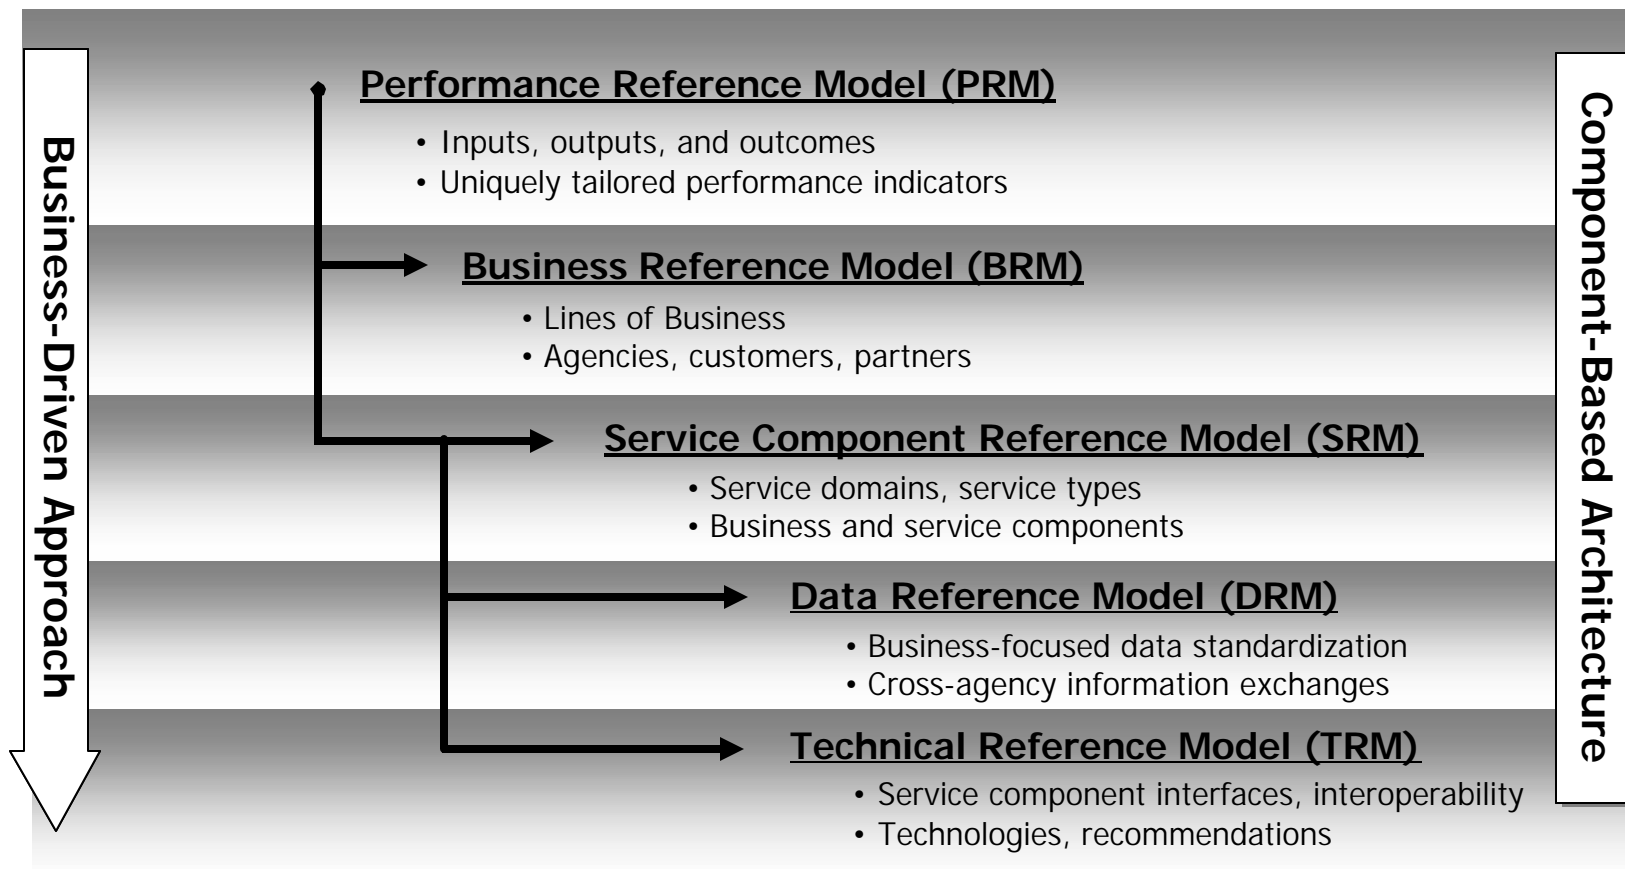 Business-Driven Approach
Performance Reference Model (PRM)
• Inputs, outputs, and outcomes
• Uniquely tailored performance indicators
Business Reference Model (BRM)
• Lines of Business
• Agencies, customers, partners
Service Component Reference Model (SRM)
• Service domains, service types
• Business and service components
Data Reference Model (DRM)
• Business-focused data standardization
• Cross-agency information exchanges
Technical Reference Model (TRM)
• Service component interfaces, interoperability
• Technologies, recommendations
Component-Based Architecture